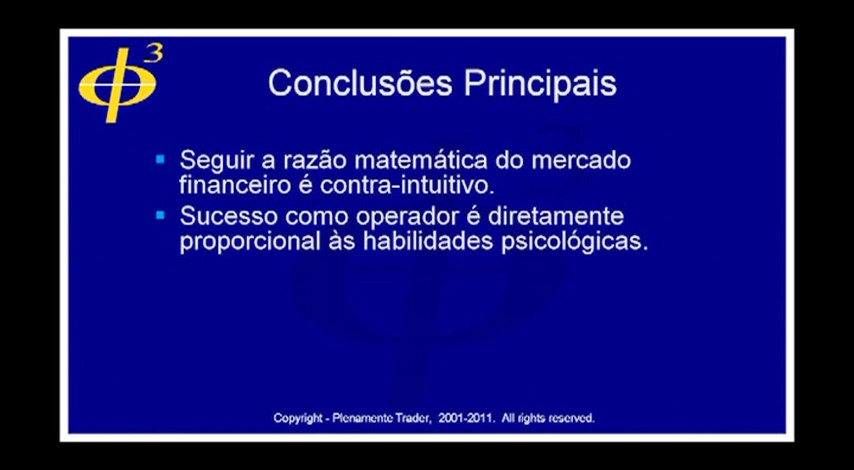 Φ3
Conclusões Principais
Seguir a razão matemática do mercado
financeiro é contra-intuitivo.
Sucesso como operador é diretamente
proporcional às habilidades psicológicas.
Copyright - Plenamente Trader, 2001-2011. All rights reserved.